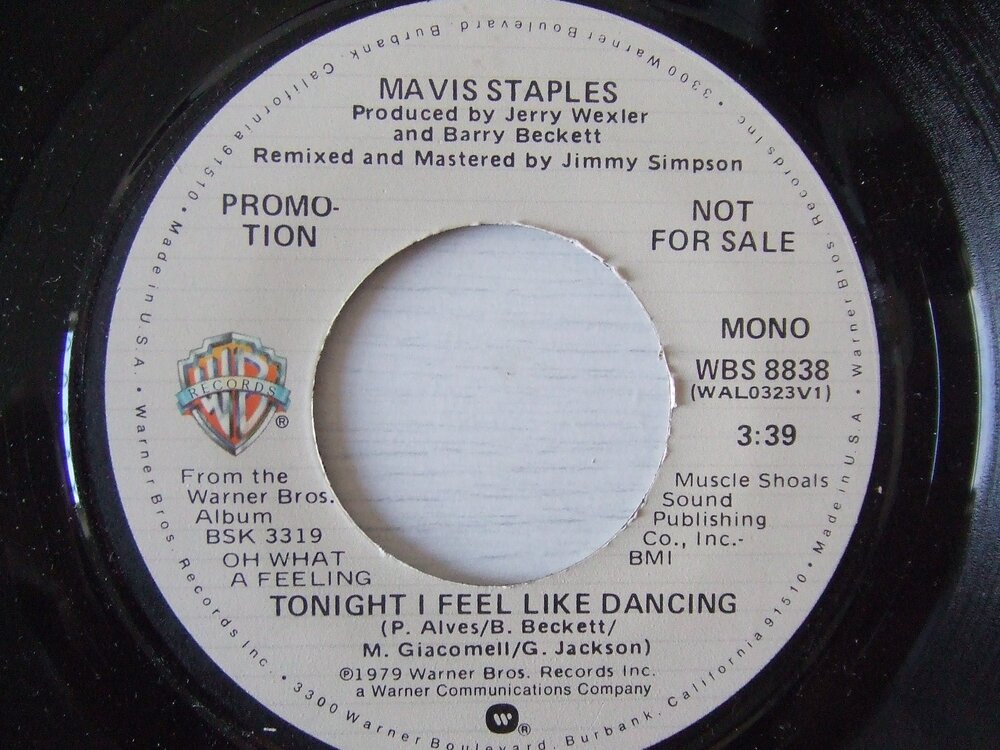 MAVIS STAPLES
Produced by Jerry Wexler
and Barry Beckett
Remixed and Mastered by Jimmy Simpson
PROMO-
TION
NOT
FOR SALE
MONO
WBS 8838
(WAL0323V1)
3:39
WB
RECORDS
®
From the
Warner Bros.
Album
BSK 3319
OH WHAT
A FEELING
Muscle Shoals
Sound
Publishing
Co., Inc.-
BMI
TONIGHT I FEEL LIKE DANCING
(P. Alves/B. Beckett/
M. Giacomell/G. Jackson)
℗1979 Warner Bros. Records Inc.
a Warner Communications Company
®
Warner Bros. Records Inc. • 3300 Warner Boulevard, Burbank, California 91510 • Made in U.S.A. •
Warner Bros. Records Inc. • 3300 Warner Boulevard, Burbank, California 91510 • Made in U.S.A. •